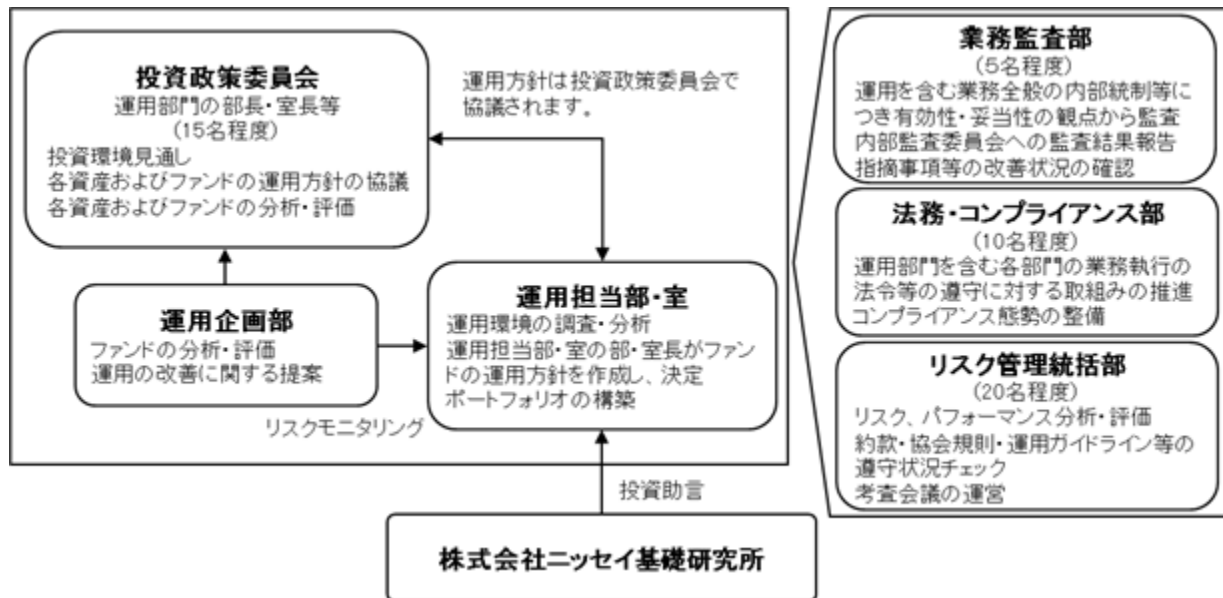 投資政策委員会
運用部門の部長・室長等
(15名程度)
投資環境見通し
各資産およびファンドの運用方針の協議
各資産およびファンドの分析・評価
運用方針は投資政策委員会で
協議されます。
運用企画部
ファンドの分析・評価
運用の改善に関する提案
リスクモニタリング
運用担当部・室
運用環境の調査・分析
運用担当部・室の部・室長がファン
ドの運用方針を作成し、決定
ポートフォリオの構築
投資助言
株式会社ニッセイ基礎研究所
業務監査部
(5名程度)
運用を含む業務全般の内部統制等に
つき有効性・妥当性の観点から監査
内部監査委員会への監査結果報告
指摘事項等の改善状況の確認
法務・コンプライアンス部
(10名程度)
運用部門を含む各部門の業務執行の
法令等の遵守に対する取組みの推進
コンプライアンス態勢の整備
リスク管理統括部
(20名程度)
リスク、パフォーマンス分析・評価
約款・協会規則・運用ガイドライン等の
遵守状況チェック
考査会議の運営